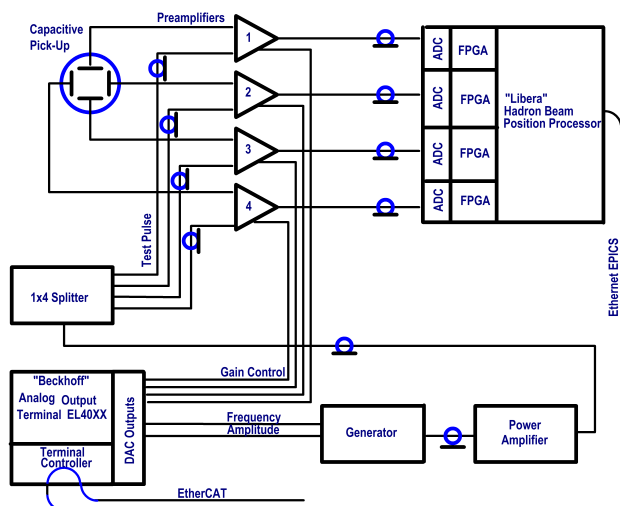 Preamplifiers
Capacitive
Pick-Up
1
2
3
4
ADC
FPGA
ADC
FPGA
ADC
FPGA
ADC
FPGA
"Libera"
Hadron Beam
Position Processor
Test Pulse
Ethernet EPICS
1x4 Splitter
Gain Control
"Beckhoff"
Analog Output
Terminal EL40XX
DAC Outputs
Terminal
Controller
Frequency
Amplitude
Generator
Power
Amplifier
EtherCAT